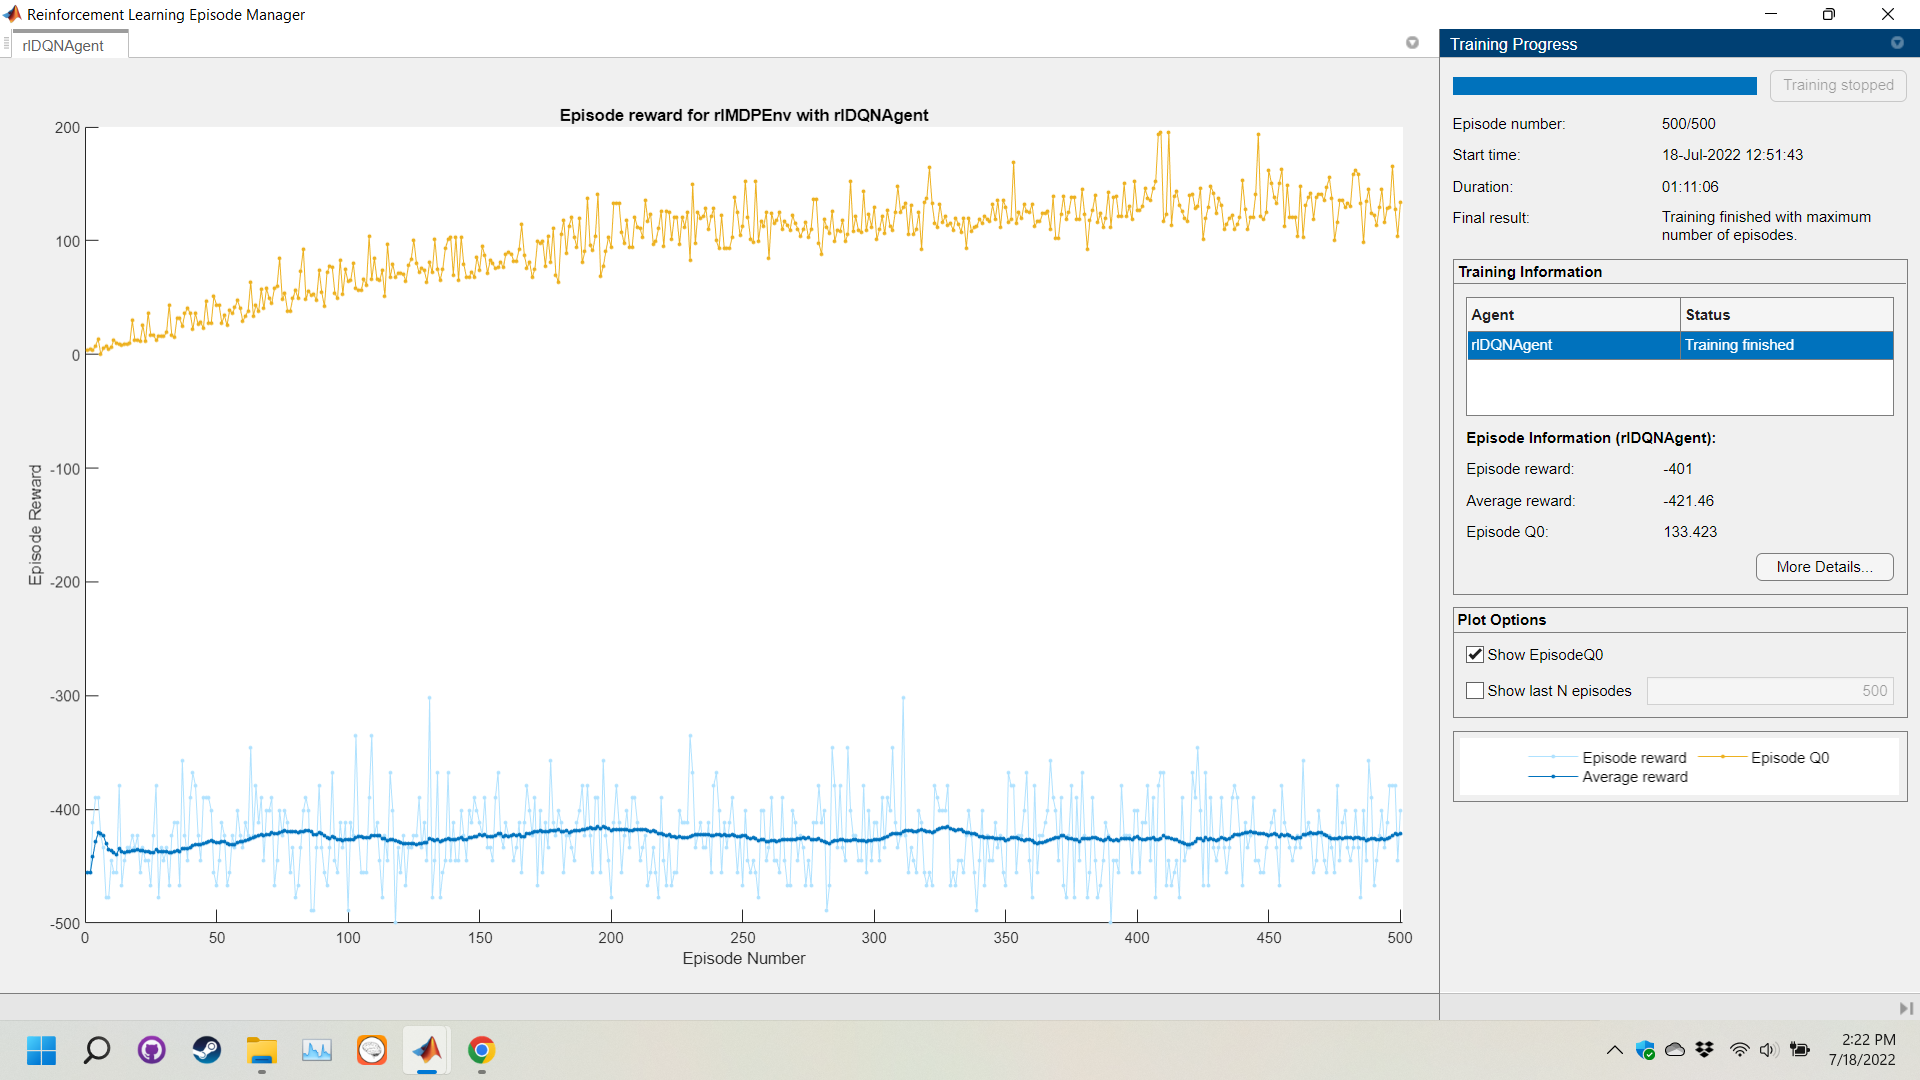 Reinforcement Learning Episode Manager
rlDQNAgent
Episode reward for rlMDPEnv with rlDQNAgent
200
100
0
-100
-200
-300
-400
-500
Episode Reward
0 50 100 150 200 250 300 350 400 450 500
Episode Number
Training Progress
Training stopped
Episode number: 500/500
Start time: 18-Jul-2022 12:51:43
Duration: 01:11:06
Final result: Training finished with maximum
number of episodes.
Training Information
Agent Status
rlDQNAgent Training finished
Episode Information (rlDQNAgent):
Episode reward: -401
Average reward: -421.46
Episode Q0: 133.423
More Details...
Plot Options
Show EpisodeQ0
Show last N episodes 500
Episode reward Episode Q0
Average reward
2:22 PM
7/18/2022